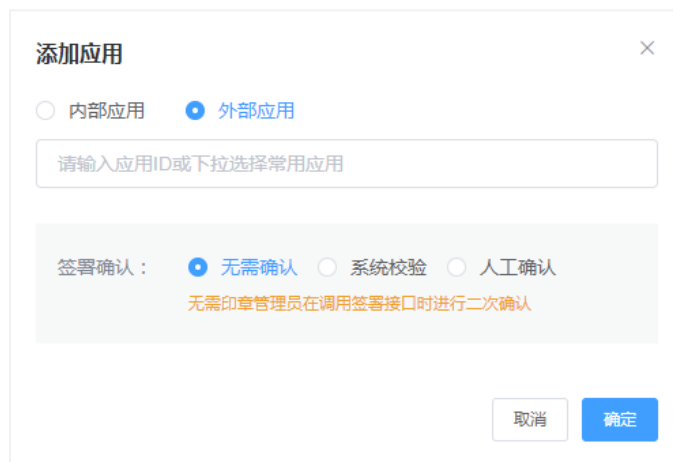 添加应用
内部应用 外部应用
请输入应用ID或下拉选择常用应用
签署确认： 无需确认 系统校验 人工确认
无需印章管理员在调用签署接口时进行二次确认
取消 确定